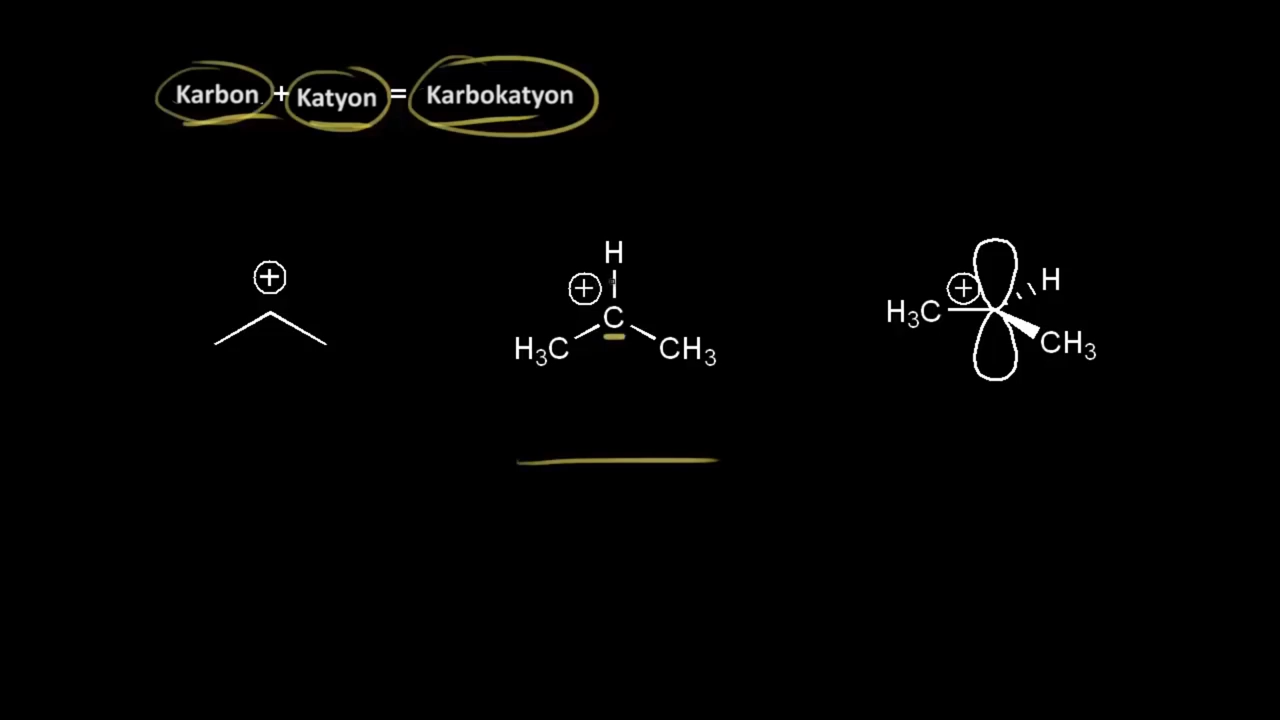 Karbon + Katyon = Karbokatyon
+
H
+
C
H₃C CH₃
+ H
H₃C
CH₃